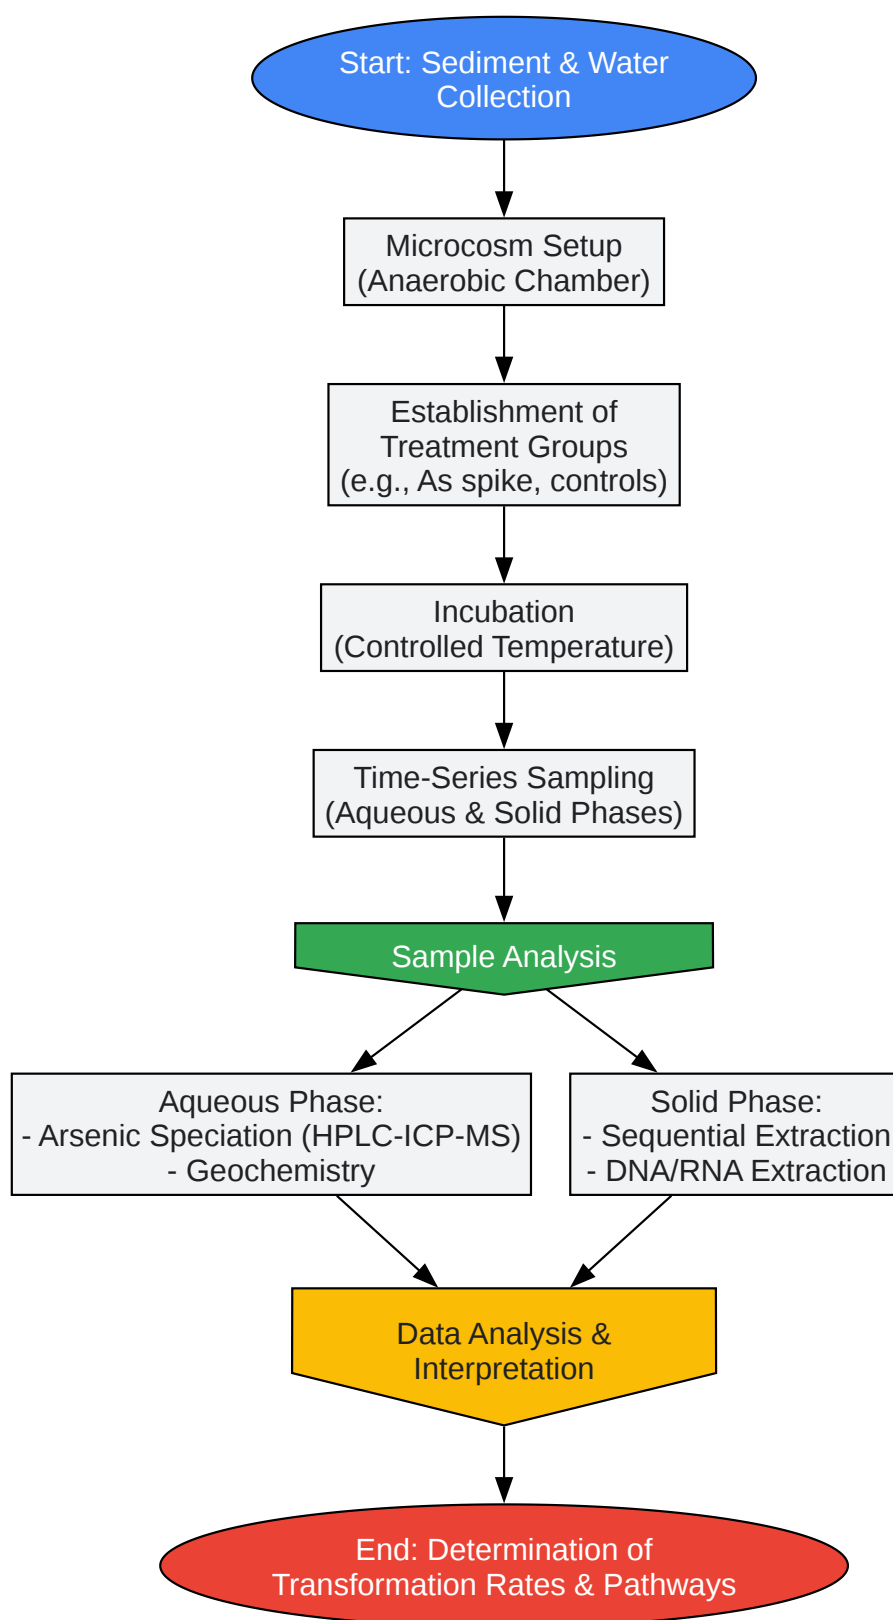 Start: Sediment & Water
Collection
Microcosm Setup
(Anaerobic Chamber)
Establishment of
Treatment Groups
(e.g., As spike, controls)
Incubation
(Controlled Temperature)
Time-Series Sampling
(Aqueous & Solid Phases)
Sample Analysis
Aqueous Phase:
- Arsenic Speciation (HPLC-ICP-MS)
- Geochemistry
Solid Phase:
- Sequential Extraction
- DNA/RNA Extraction
Data Analysis &
Interpretation
End: Determination of
Transformation Rates & Pathways